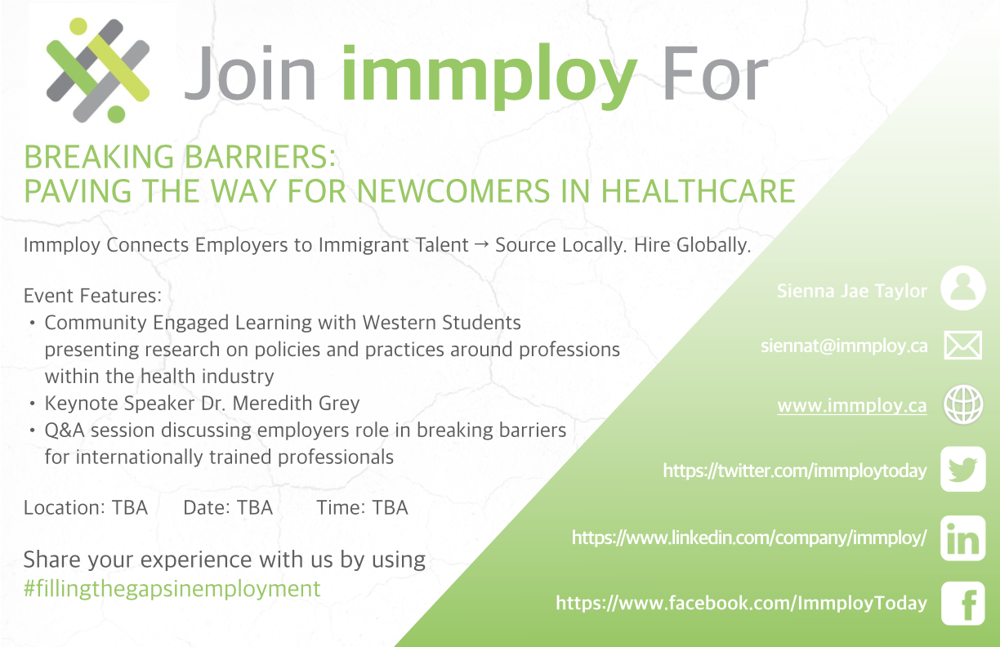 Join immploy For
BREAKING BARRIERS:
PAVING THE WAY FOR NEWCOMERS IN HEALTHCARE
Immploy Connects Employers to Immigrant Talent → Source Locally. Hire Globally.
Event Features:
• Community Engaged Learning with Western Students
presenting research on policies and practices around professions
within the health industry
• Keynote Speaker Dr. Meredith Grey
• Q&A session discussing employers role in breaking barriers
for internationally trained professionals
Location: TBA Date: TBA Time: TBA
Share your experience with us by using
#fillingthegapsinemployment
Sienna Jae Taylor
siennat@immploy.ca
www.immploy.ca
https://twitter.com/immploytoday
https://www.linkedin.com/company/immploy/
in
https://www.facebook.com/ImmployToday
f